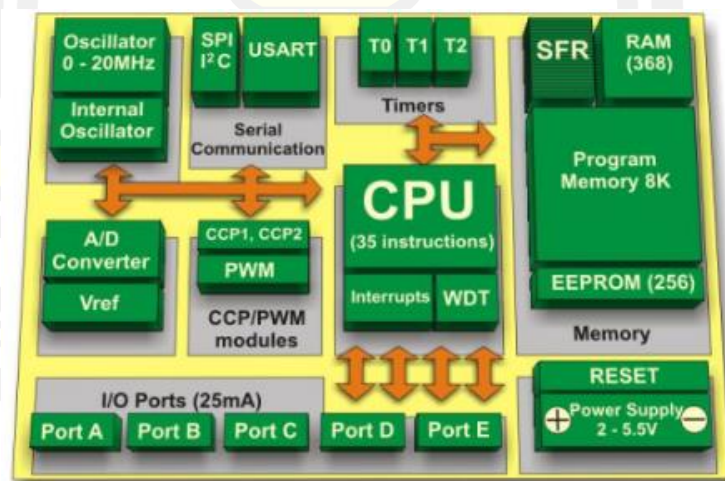 Oscillator
0 - 20MHz
Internal
Oscillator
SPI
I²C
USART
Serial
Communication
T0 T1 T2
Timers
SFR
RAM
(368)
Program
Memory 8K
EEPROM (256)
Memory
A/D
Converter
Vref
CCP1, CCP2
PWM
CCP/PWM
modules
CPU
(35 instructions)
Interrupts WDT
I/O Ports (25mA)
Port A Port B Port C Port D Port E
RESET
+ Power Supply −
2 - 5.5V